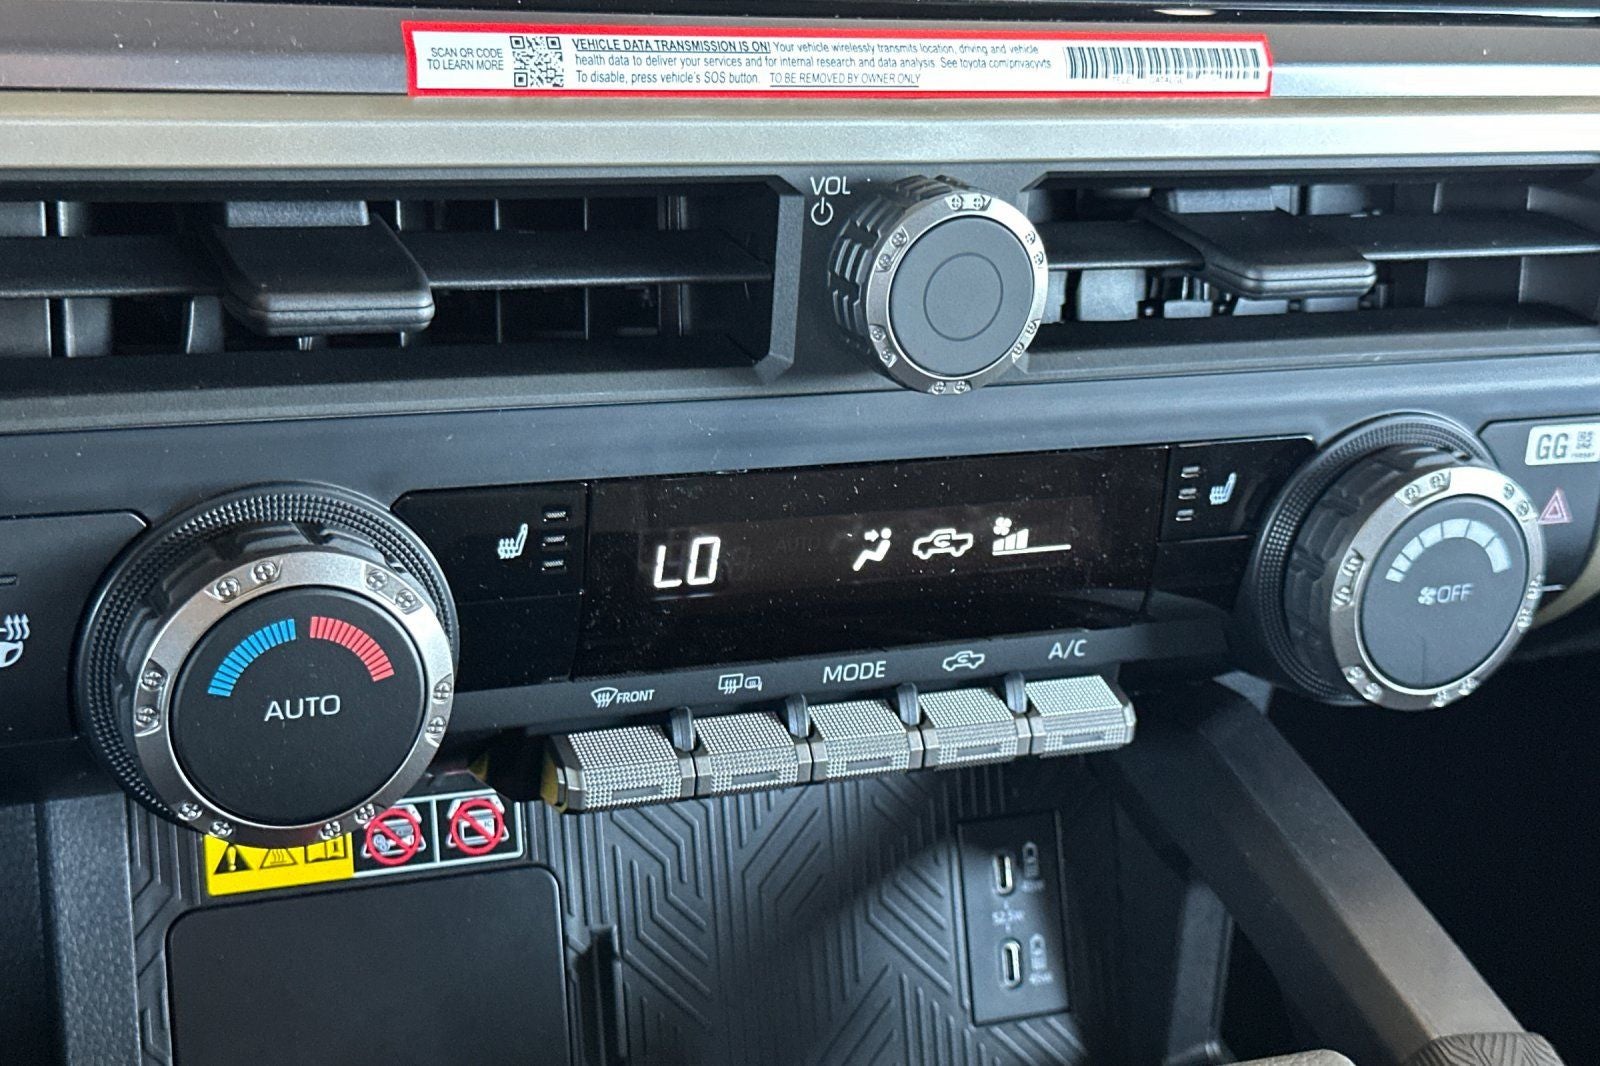 SCAN QR CODE
TO LEARN MORE
VEHICLE DATA TRANSMISSION IS ON! Your vehicle wirelessly transmits location, driving and vehicle
health data to deliver your services and for internal research and data analysis. See toyota.com/privacyvts.
To disable, press vehicle's SOS button. TO BE REMOVED BY OWNER ONLY
VOL
GG
LO
OFF
AUTO
FRONT
MODE
A/C